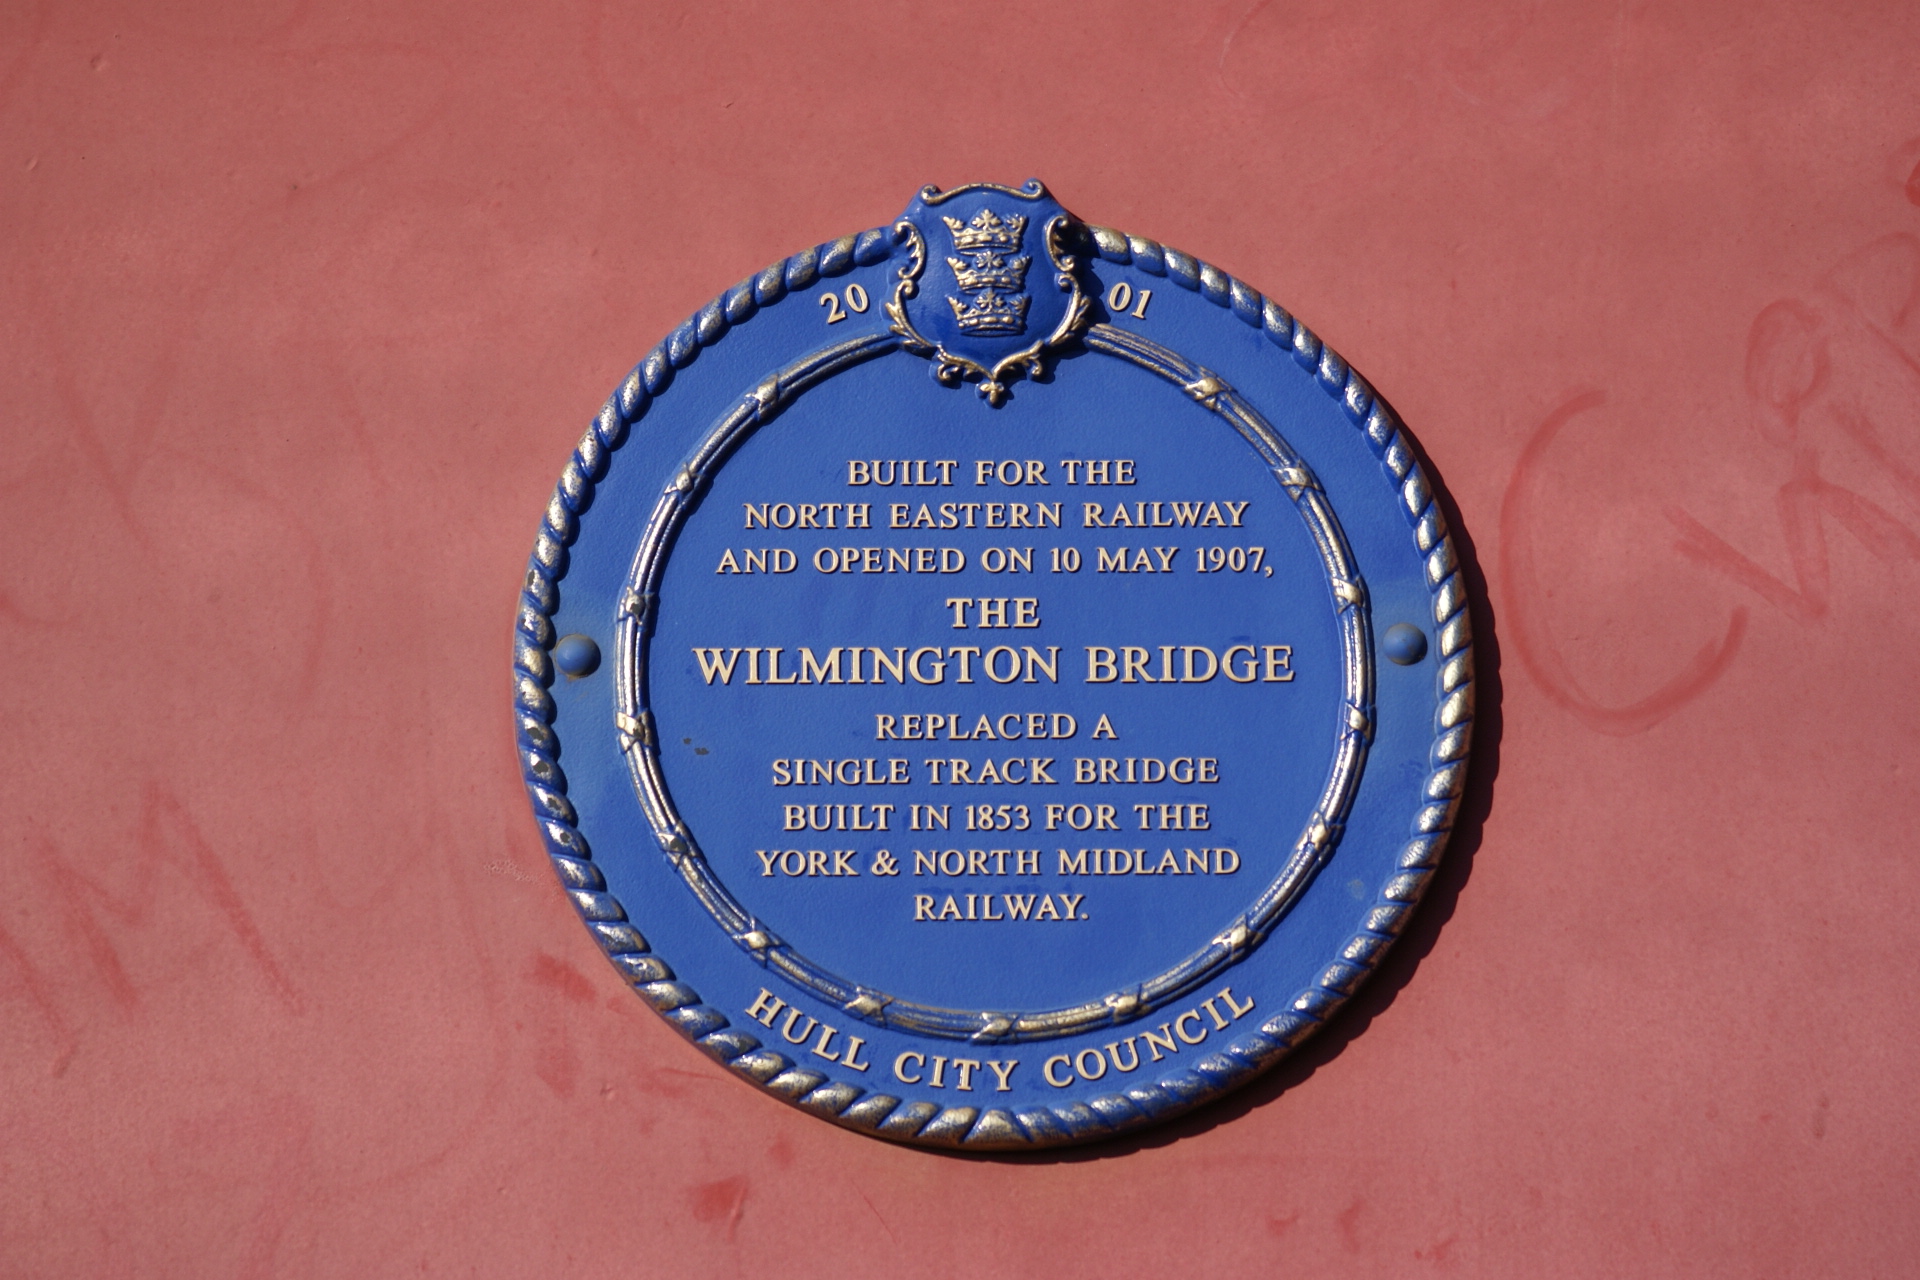 20 01
BUILT FOR THE
NORTH EASTERN RAILWAY
AND OPENED ON 10 MAY 1907,
THE
WILMINGTON BRIDGE
REPLACED A
SINGLE TRACK BRIDGE
BUILT IN 1853 FOR THE
YORK & NORTH MIDLAND
RAILWAY.
HULL CITY COUNCIL